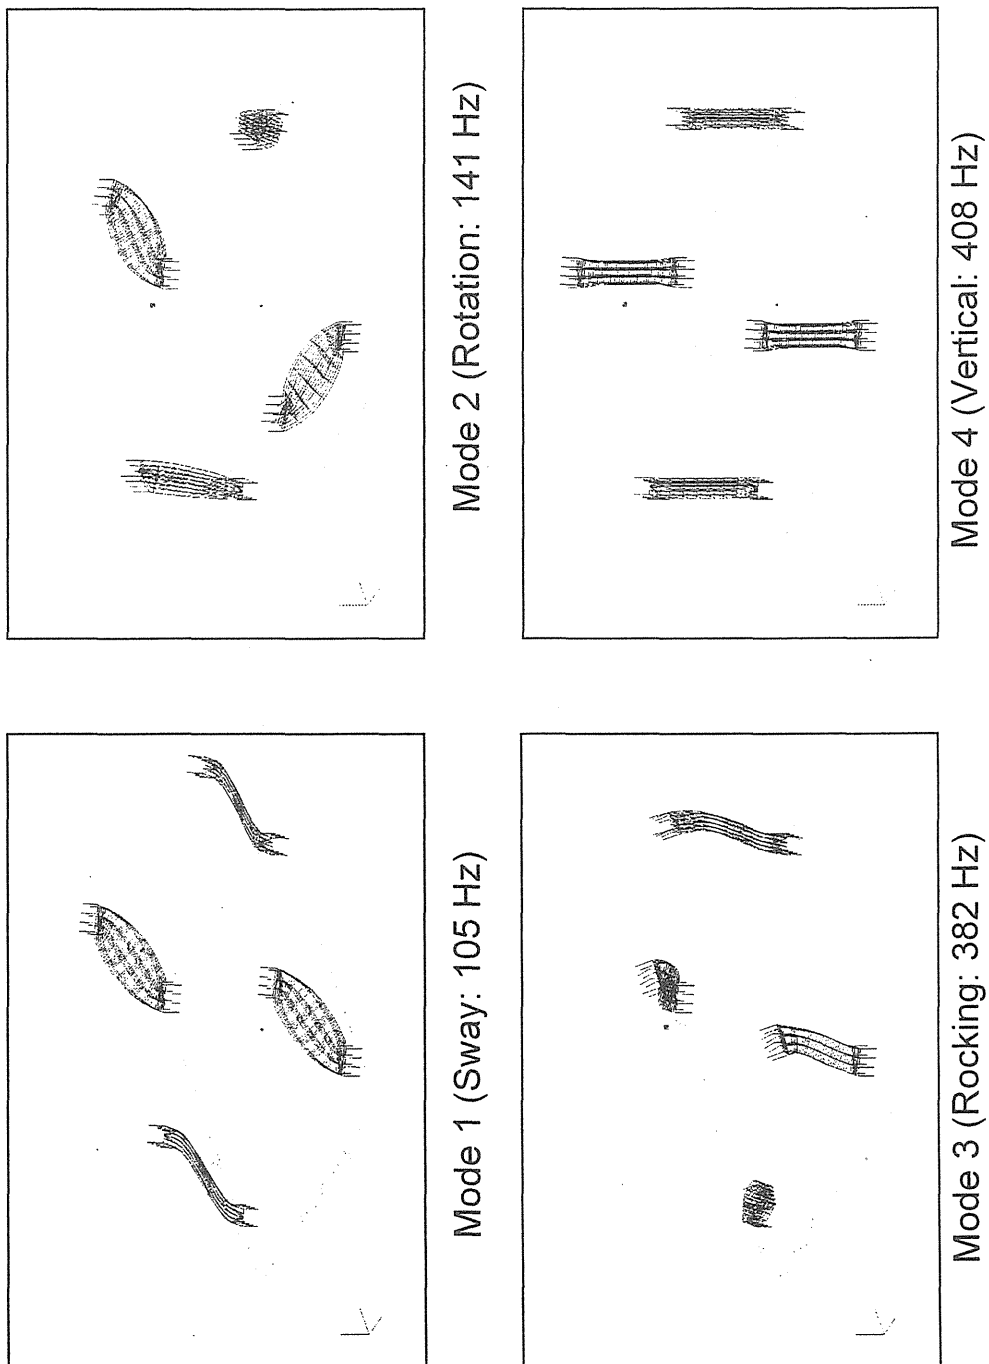 Mode 1 (Sway: 105 Hz)
Mode 2 (Rotation: 141 Hz)
Mode 3 (Rocking: 382 Hz)
Mode 4 (Vertical: 408 Hz)